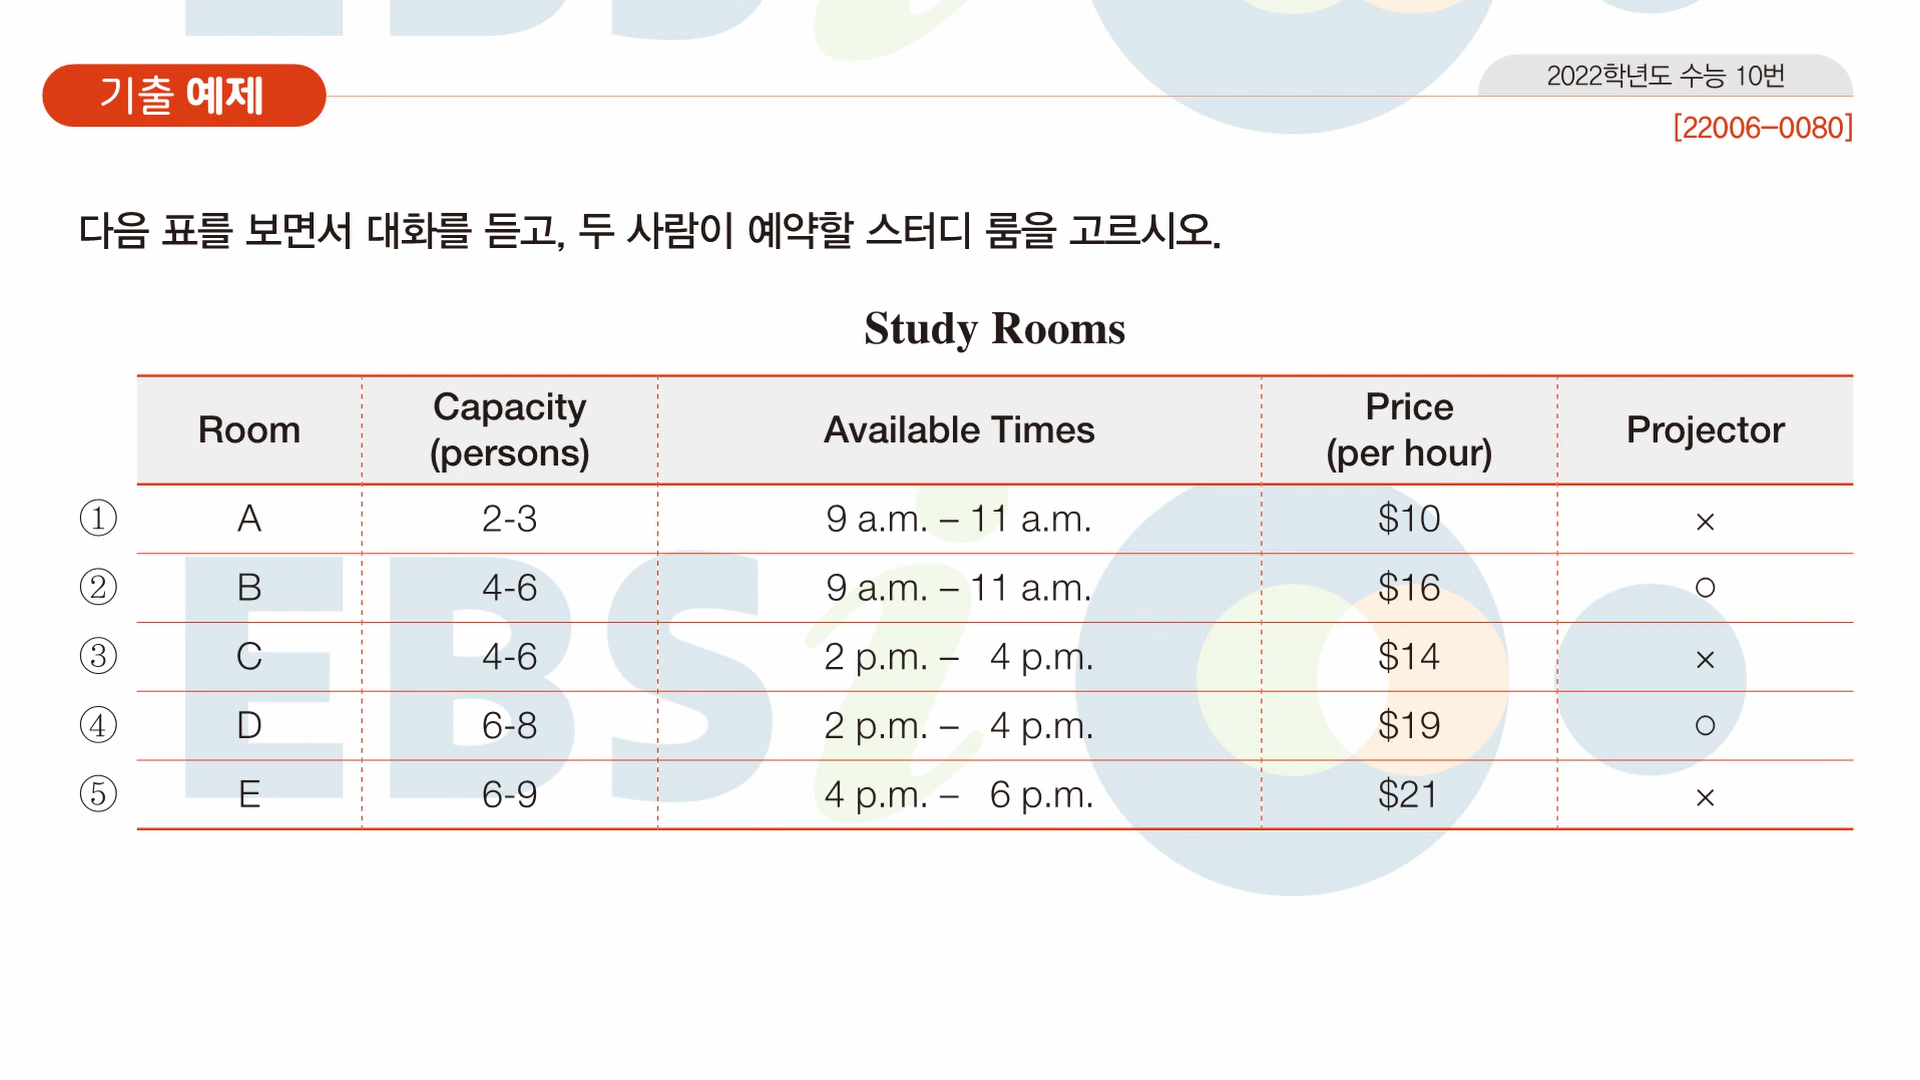 기출 예제
2022학년도 수능 10번
[22006–0080]
다음 표를 보면서 대화를 듣고, 두 사람이 예약할 스터디 룸을 고르시오.
Study Rooms
Room Capacity (persons) Available Times Price (per hour) Projector
① A 2-3 9 a.m. – 11 a.m. $10 ×
② B 4-6 9 a.m. – 11 a.m. $16 ○
③ C 4-6 2 p.m. – 4 p.m. $14 ×
④ D 6-8 2 p.m. – 4 p.m. $19 ○
⑤ E 6-9 4 p.m. – 6 p.m. $21 ×
EBSi